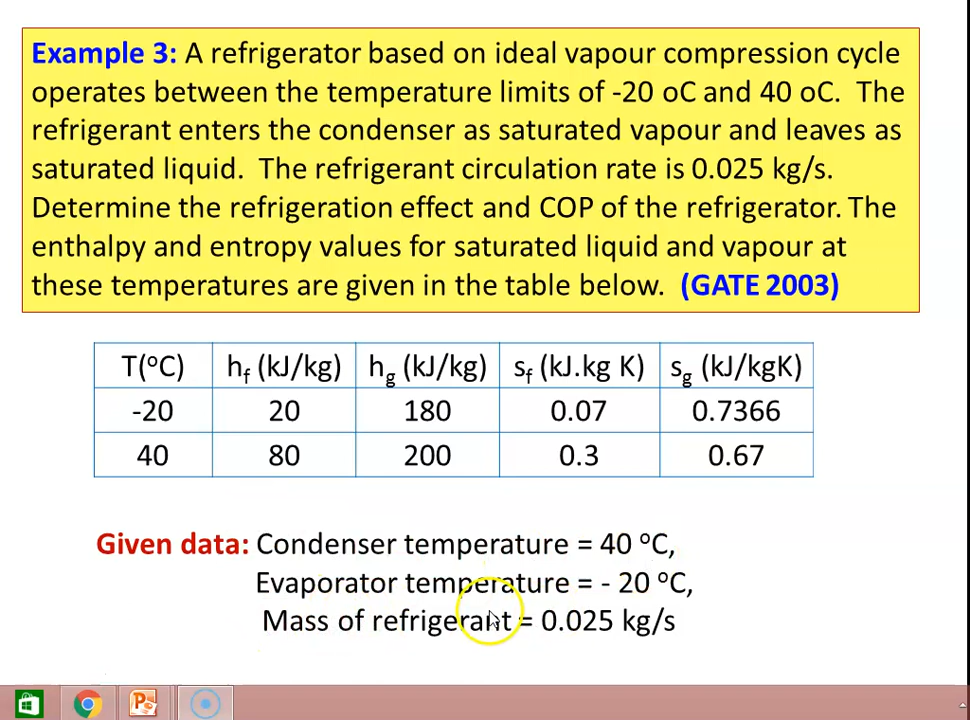 Example 3: A refrigerator based on ideal vapour compression cycle
operates between the temperature limits of -20 oC and 40 oC. The
refrigerant enters the condenser as saturated vapour and leaves as
saturated liquid. The refrigerant circulation rate is 0.025 kg/s.
Determine the refrigeration effect and COP of the refrigerator. The
enthalpy and entropy values for saturated liquid and vapour at
these temperatures are given in the table below. (GATE 2003)
T(oC) hf (kJ/kg) hg (kJ/kg) sf (kJ.kg K) sg (kJ/kgK)
-20 20 180 0.07 0.7366
40 80 200 0.3 0.67
Given data: Condenser temperature = 40 oC,
Evaporator temperature = - 20 oC,
Mass of refrigerant = 0.025 kg/s